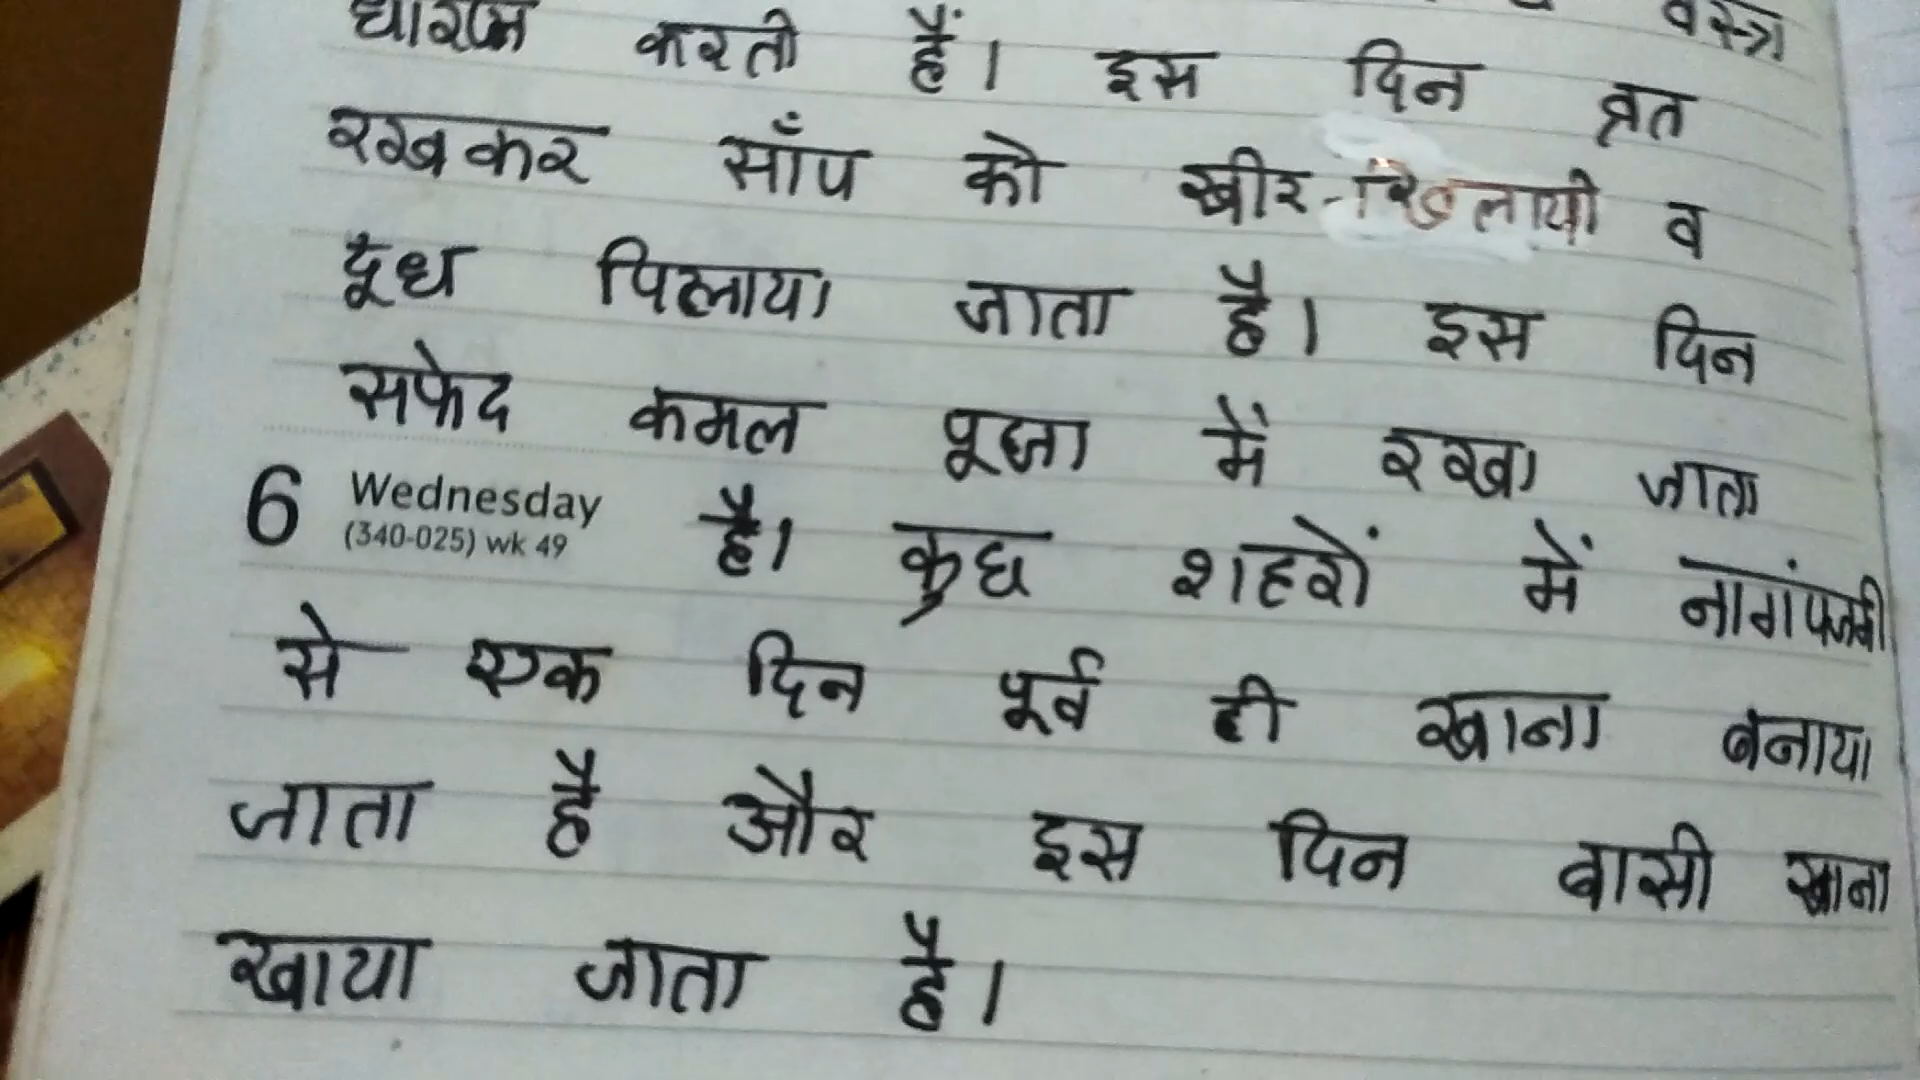 वस्त्र
धारण करती हैं। इस दिन व्रत
रखकर साँप को खीर-खिलायी व
दूध पिलाया जाता है। इस दिन
सफेद कमल पूजा में रखा जाता
6 Wednesday (340-025) wk 49 है। कुछ शहरों में नागपंचमी
से एक दिन पूर्व ही खाना बनाया
जाता है और इस दिन बासी खाना
खाया जाता है।